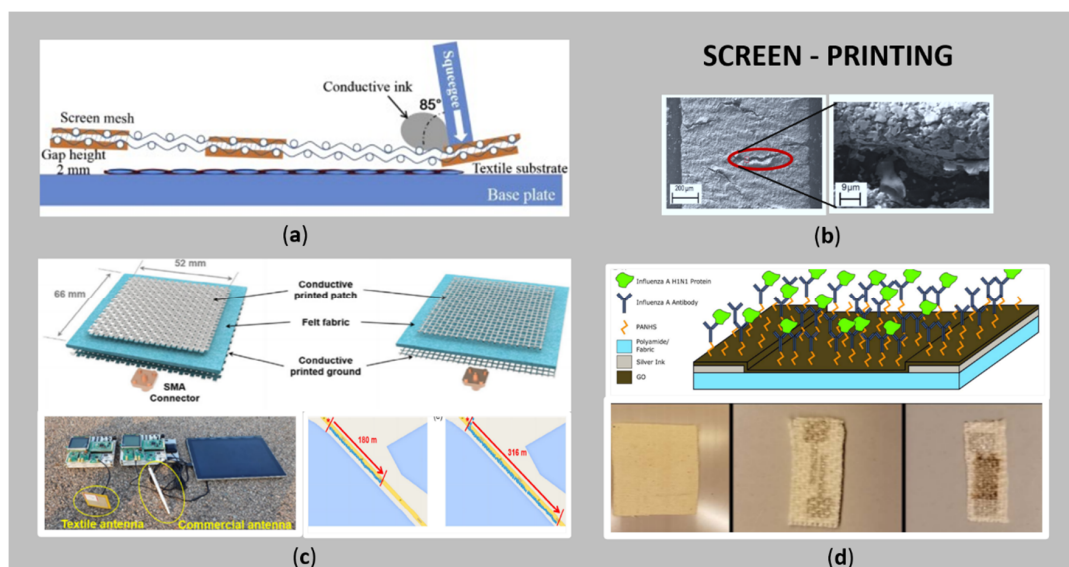 SCREEN - PRINTING
Conductive ink
85°
Squeegee
Screen mesh
Gap height
2 mm
Textile substrate
Base plate
(a)
200 µm
9µm
(b)
52 mm
66 mm
Conductive
printed patch
Felt fabric
Conductive
printed ground
SMA
Connector
Textile antenna
Commercial antenna
180 m
316 m
(c)
Influenza A H1N1 Protein
Influenza A Antibody
PANHS
Polyamide/
Fabric
Silver Ink
GO
(d)